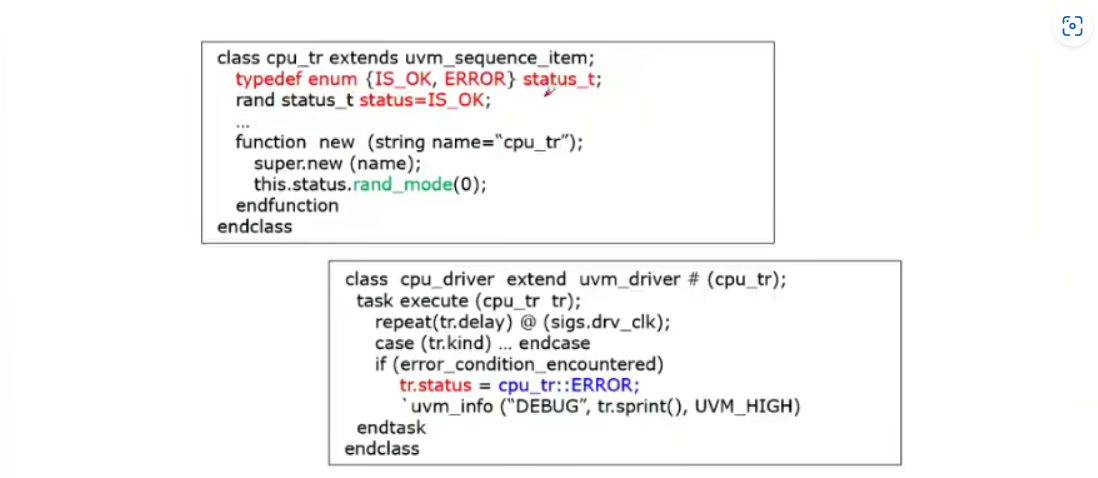 class cpu_tr extends uvm_sequence_item;
typedef enum {IS_OK, ERROR} status_t;
rand status_t status=IS_OK;
...
function new (string name="cpu_tr");
super.new (name);
this.status.rand_mode(0);
endfunction
endclass
class cpu_driver extend uvm_driver # (cpu_tr);
task execute (cpu_tr tr);
repeat(tr.delay) @ (sigs.drv_clk);
case (tr.kind) ... endcase
if (error_condition_encountered)
tr.status = cpu_tr::ERROR;
`uvm_info ("DEBUG", tr.sprint(), UVM_HIGH)
endtask
endclass